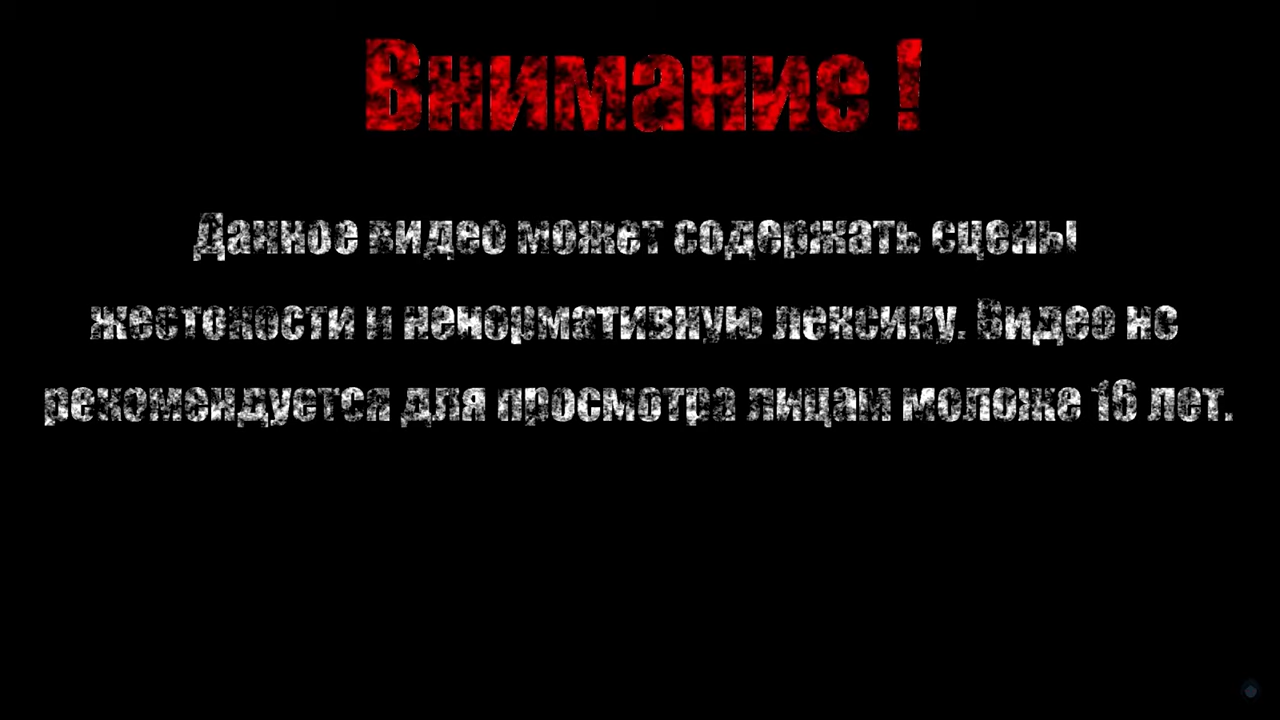 Внимание !
Данное видео может содержать сцены
жестокости и ненормативную лексику. Видео не
рекомендуется для просмотра лицам моложе 16 лет.